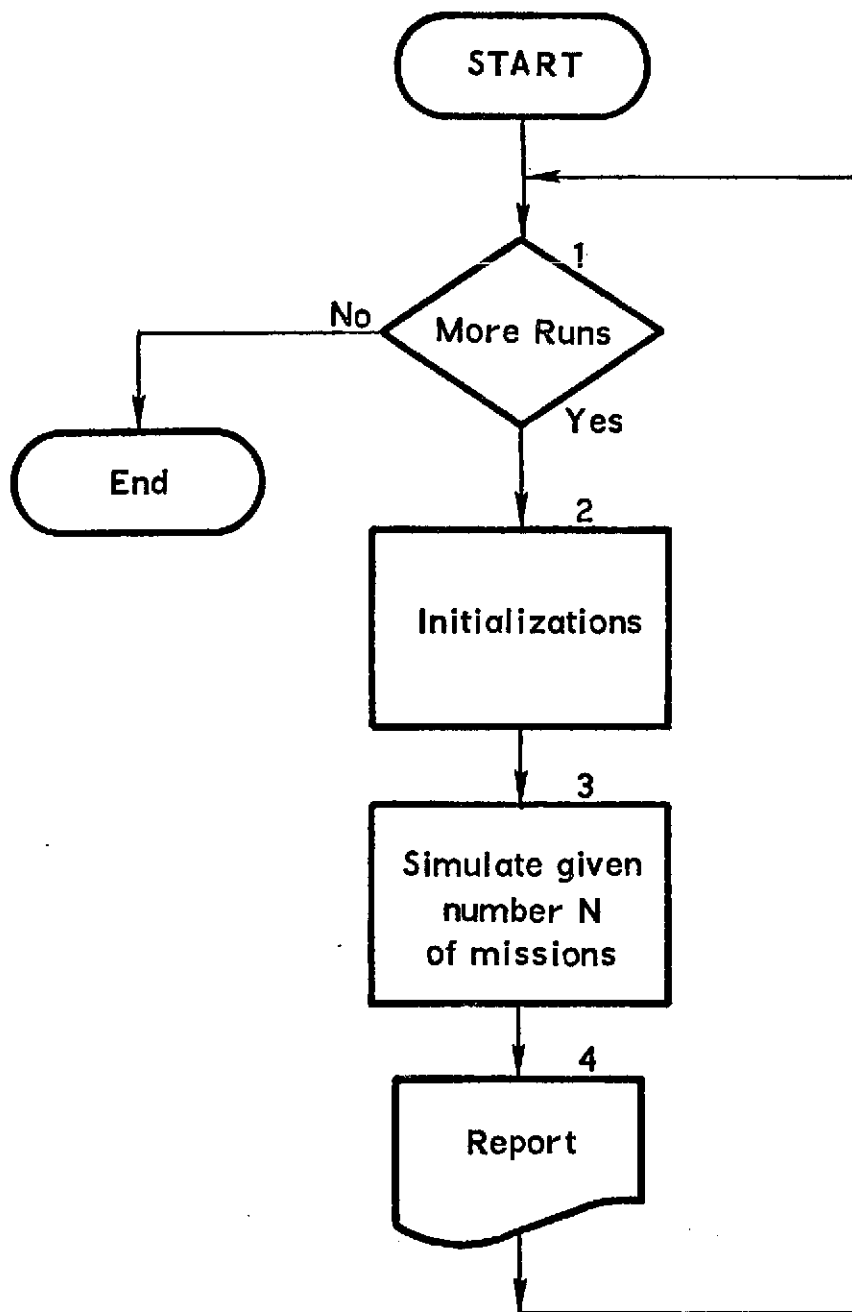 START
1
More Runs
No
Yes
End
2
Initializations
3
Simulate given
number N
of missions
4
Report